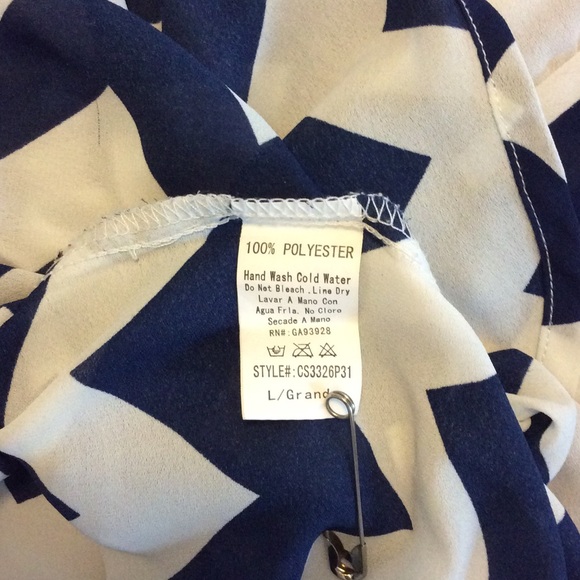 100% POLYESTER
Hand Wash Cold Water
Do Not Bleach .Line Dry
Lavar A Mano Con
Agua Fria. No Cloro
Secade A Mano
RN#:GA93928
STYLE#:CS3326P31
L/Grande